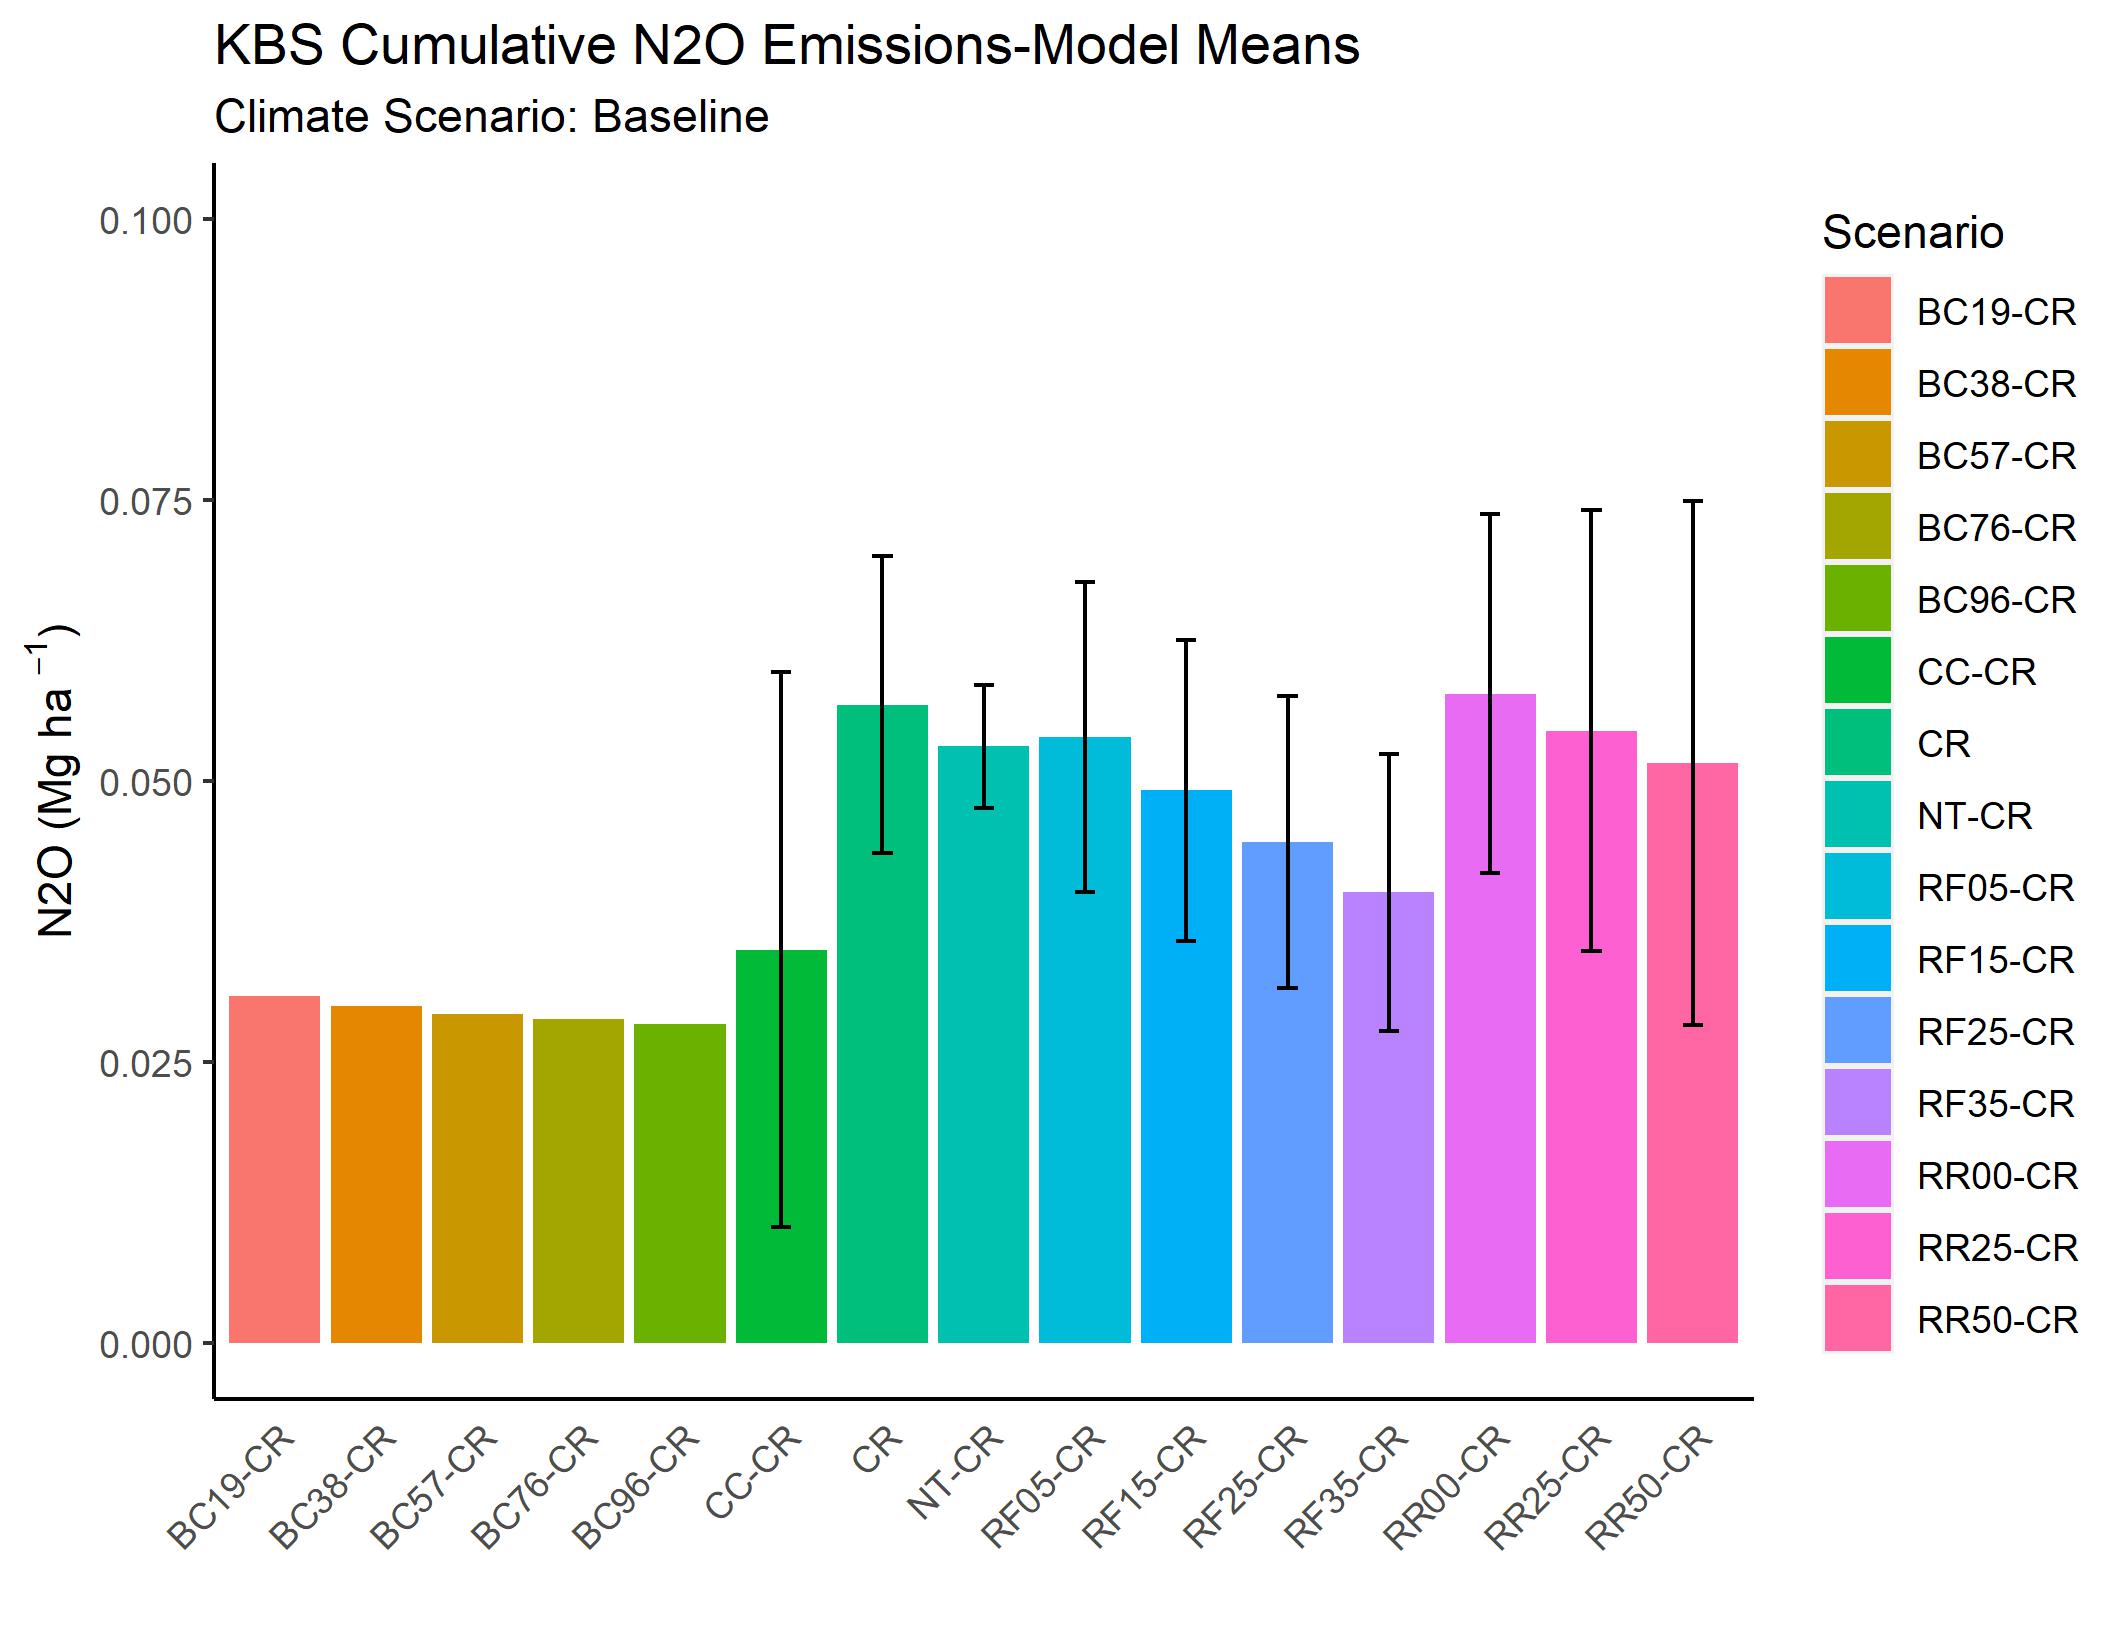 KBS Cumulative N2O Emissions-Model Means
Climate Scenario: Baseline
N2O (Mg ha −1)
0.100
0.075
0.050
0.025
0.000
BC19-CR
BC38-CR
BC57-CR
BC76-CR
BC96-CR
CC-CR
CR
NT-CR
RF05-CR
RF15-CR
RF25-CR
RF35-CR
RR00-CR
RR25-CR
RR50-CR
Scenario
BC19-CR
BC38-CR
BC57-CR
BC76-CR
BC96-CR
CC-CR
CR
NT-CR
RF05-CR
RF15-CR
RF25-CR
RF35-CR
RR00-CR
RR25-CR
RR50-CR